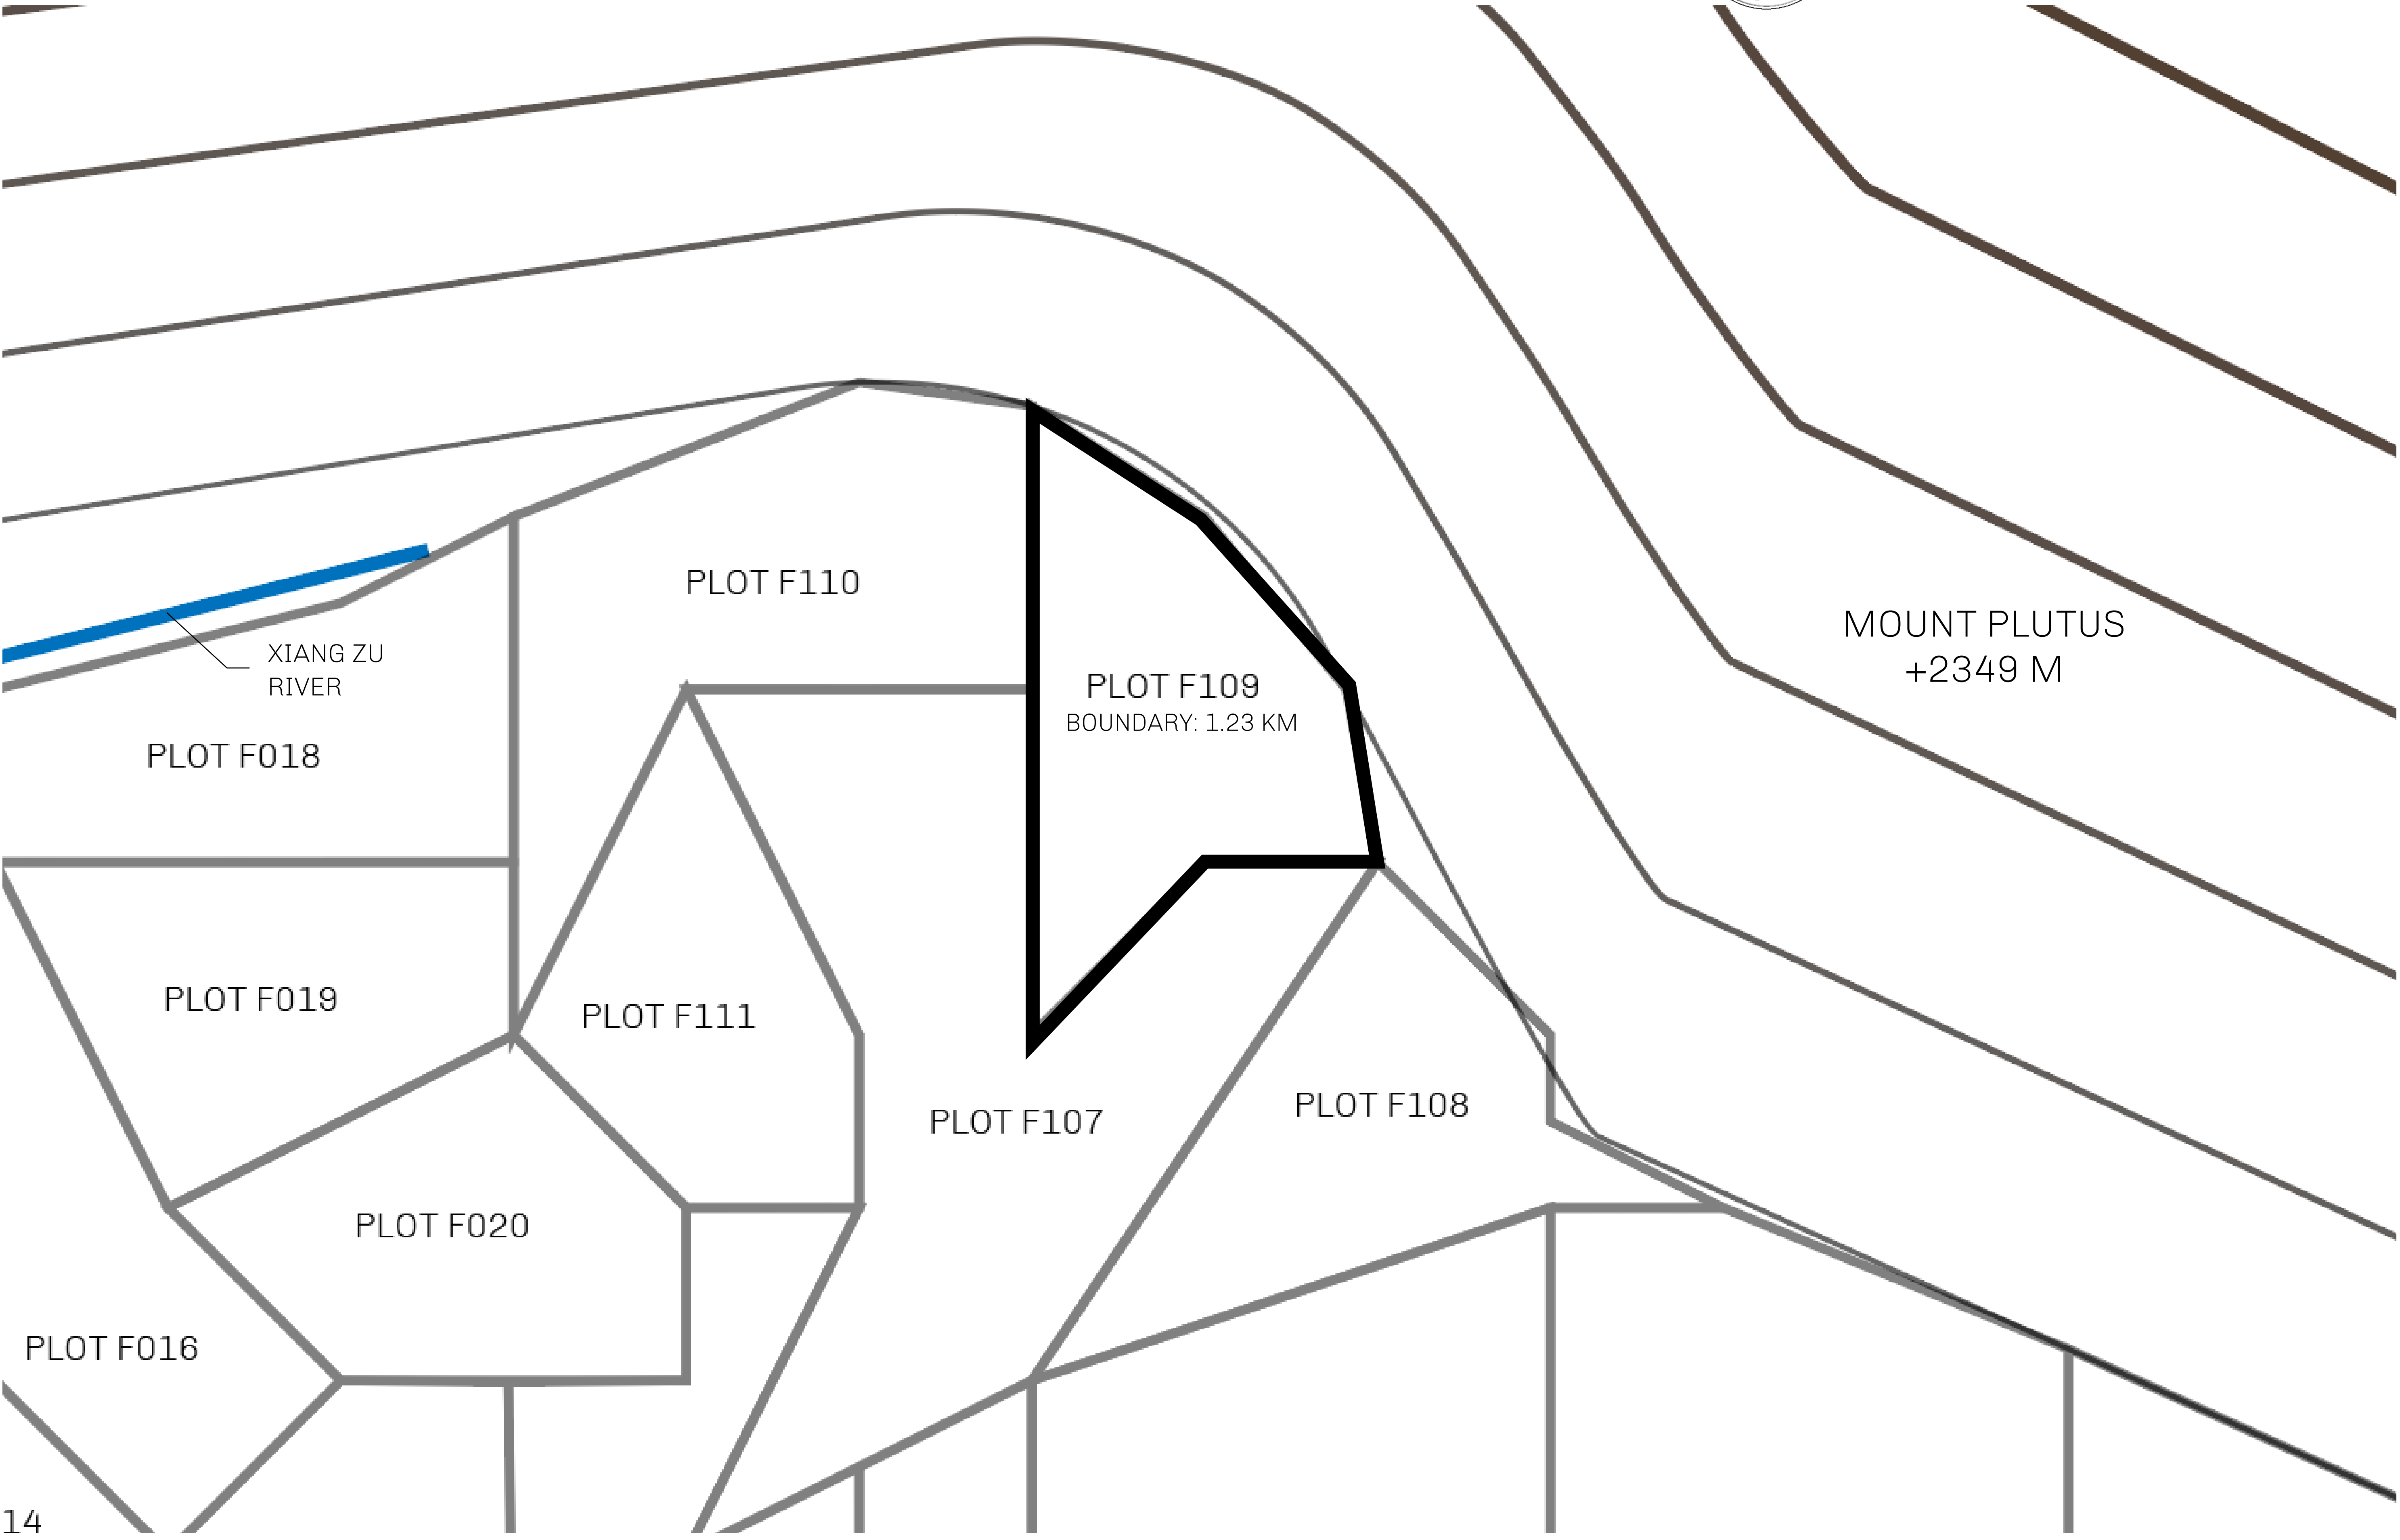 PLOT F110
MOUNT PLUTUS
+2349 M
XIANG ZU
RIVER
PLOT F109
BOUNDARY: 1.23 KM
PLOT F018
PLOT F019
PLOT F111
PLOT F107
PLOT F108
PLOT F020
PLOT F016
14